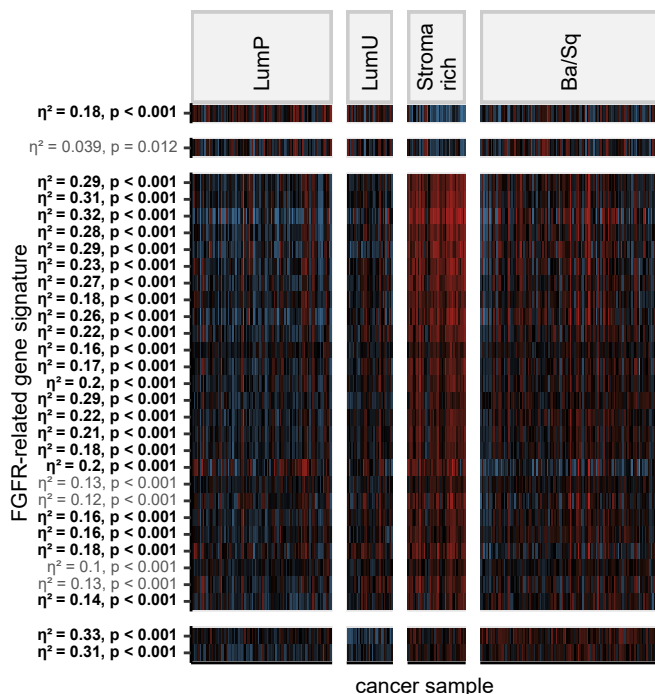 LumP
LumU
Stroma
rich
Ba/Sq
η² = 0.18, p < 0.001
η² = 0.039, p = 0.012
η² = 0.29, p < 0.001
η² = 0.31, p < 0.001
η² = 0.32, p < 0.001
η² = 0.28, p < 0.001
η² = 0.29, p < 0.001
η² = 0.23, p < 0.001
η² = 0.27, p < 0.001
η² = 0.18, p < 0.001
η² = 0.26, p < 0.001
η² = 0.22, p < 0.001
η² = 0.16, p < 0.001
η² = 0.17, p < 0.001
η² = 0.2, p < 0.001
η² = 0.29, p < 0.001
η² = 0.22, p < 0.001
η² = 0.21, p < 0.001
η² = 0.18, p < 0.001
η² = 0.2, p < 0.001
η² = 0.13, p < 0.001
η² = 0.12, p < 0.001
η² = 0.16, p < 0.001
η² = 0.16, p < 0.001
η² = 0.18, p < 0.001
η² = 0.1, p < 0.001
η² = 0.13, p < 0.001
η² = 0.14, p < 0.001
η² = 0.33, p < 0.001
η² = 0.31, p < 0.001
FGFR-related gene signature
cancer sample